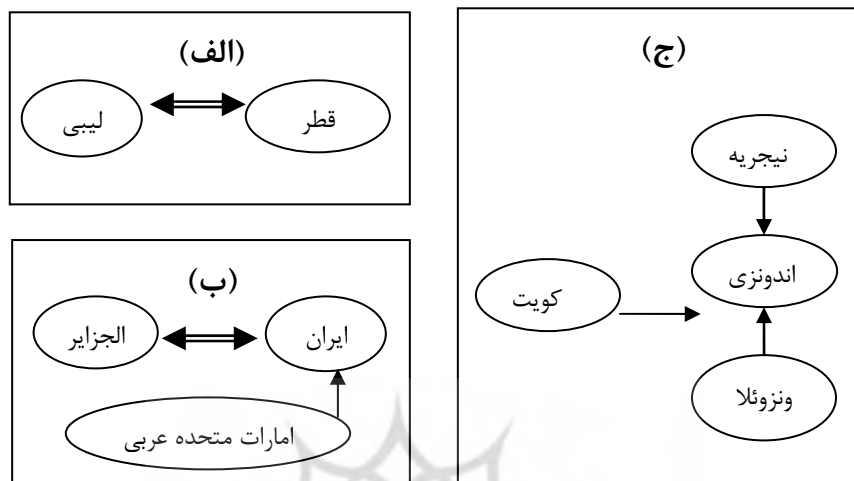 (الف)
قطر
لیبی
(ب)
ایران
الجزایر
امارات متحده عربی
(ج)
نیجریه
اندونزی
کویت
ونزوئلا